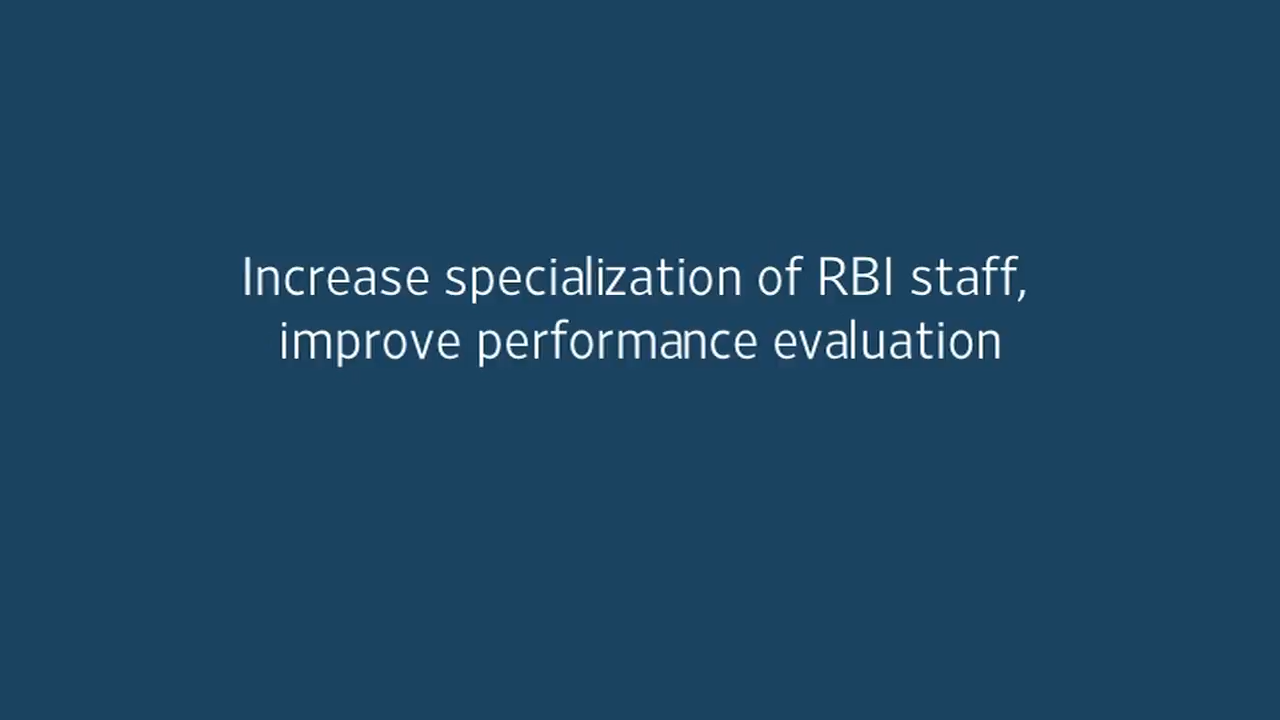 Increase specialization of RBI staff,
improve performance evaluation